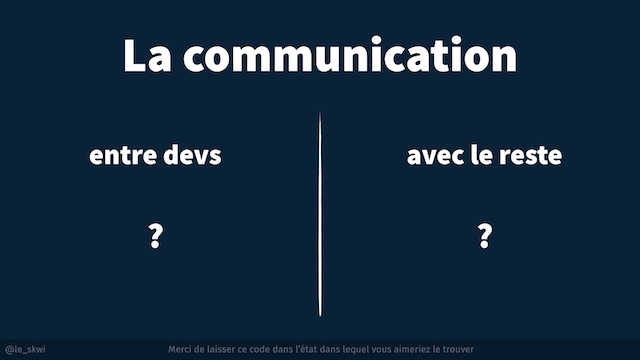 La communication
entre devs
avec le reste
?
?
@le_skwi
Merci de laisser ce code dans l'état dans lequel vous aimeriez le trouver